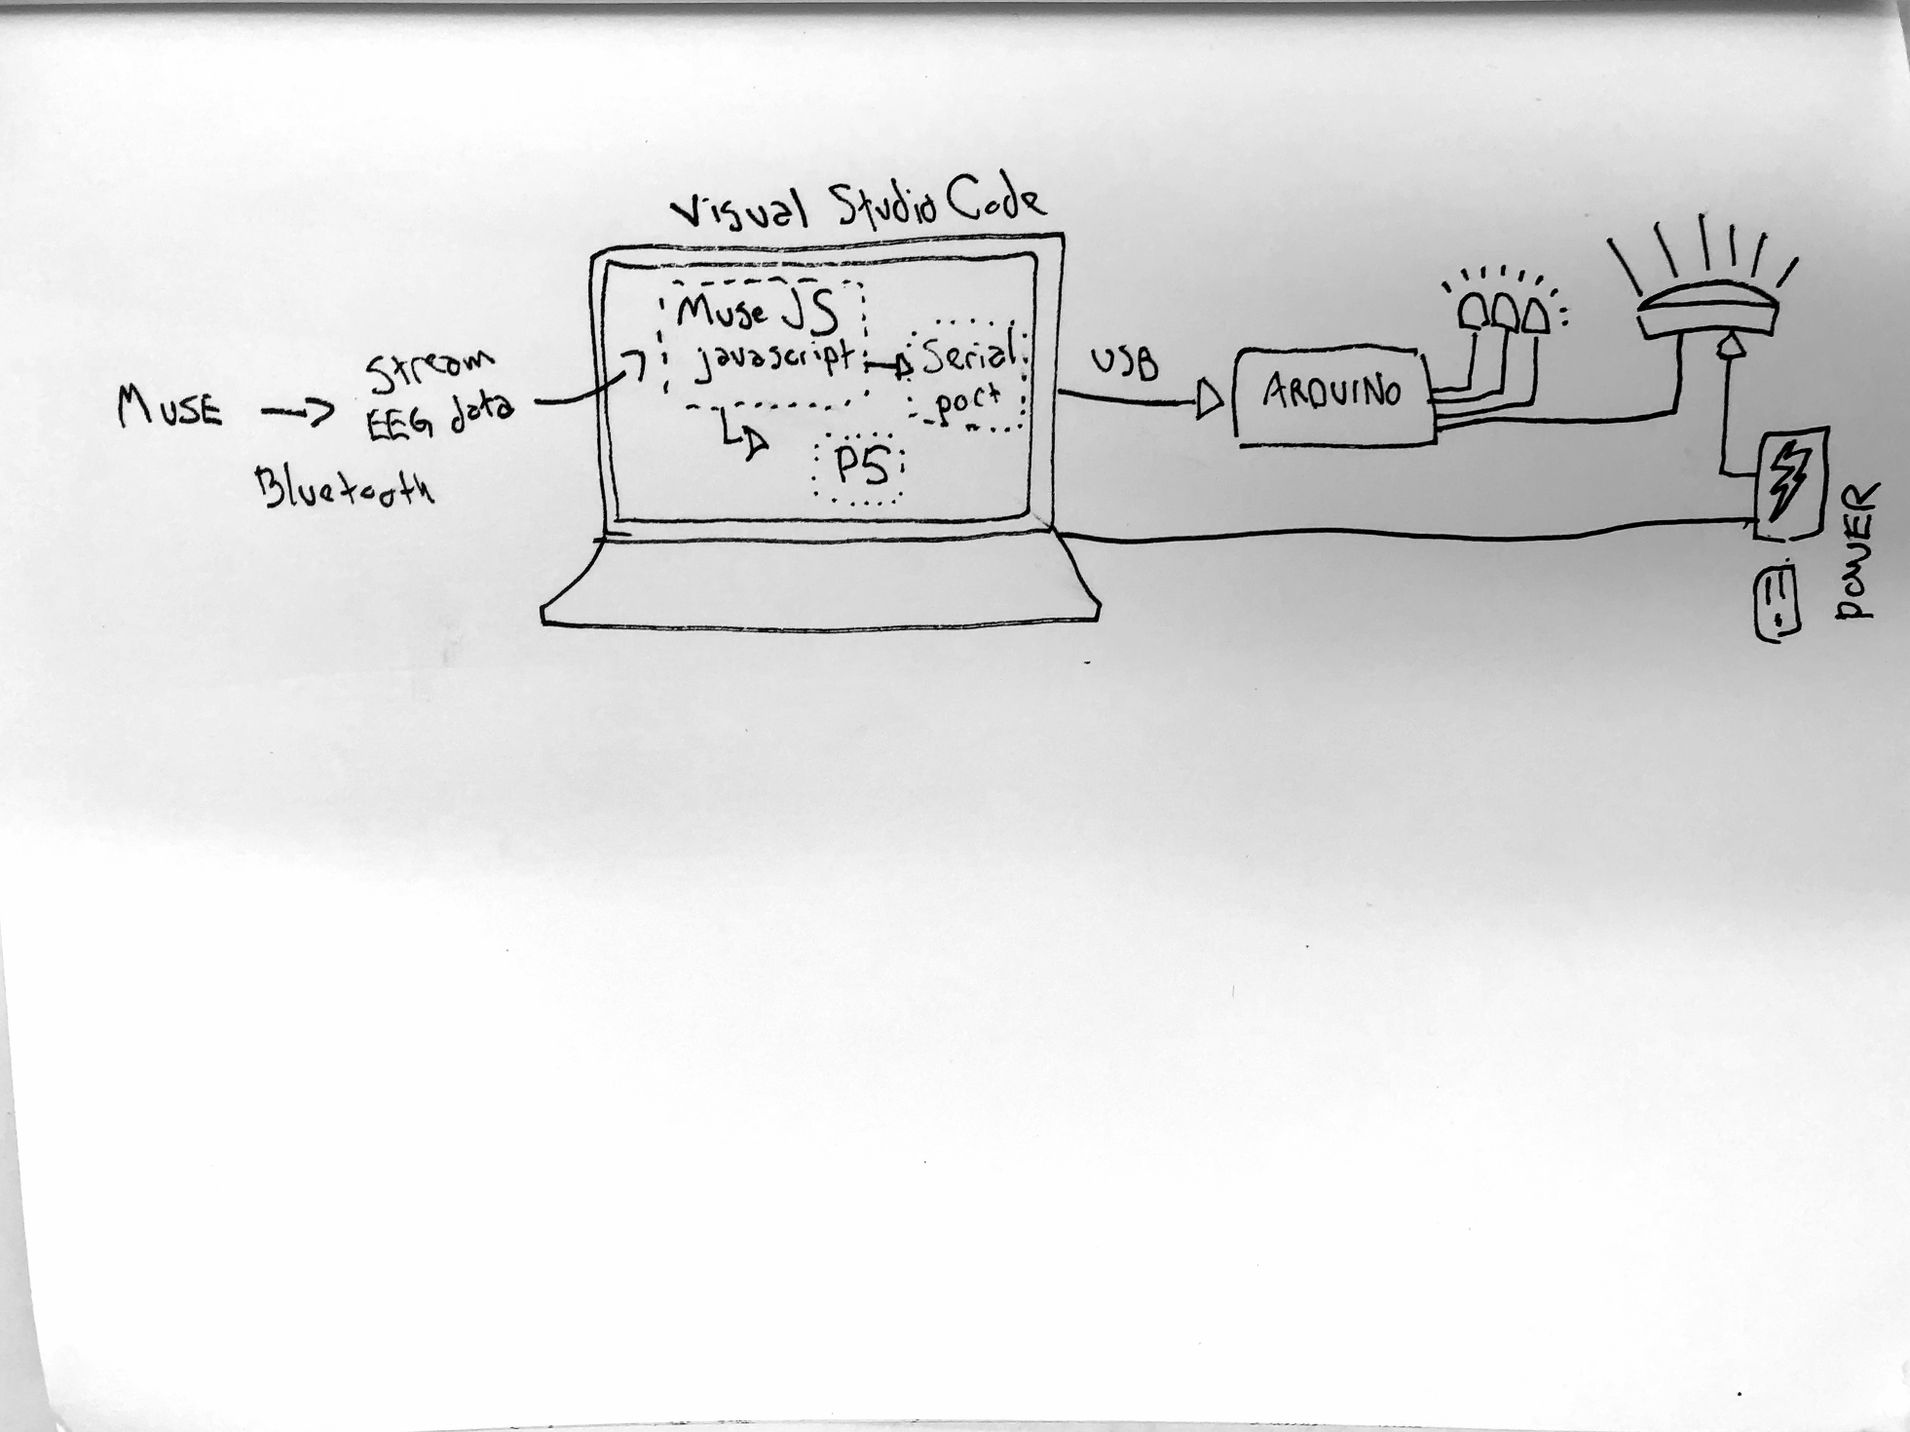 Visual Studio Code
MUSE
Stream
EEG data
Bluetooth
Muse JS
javascript
Serial
port
P5
USB
ARDUINO
POWER